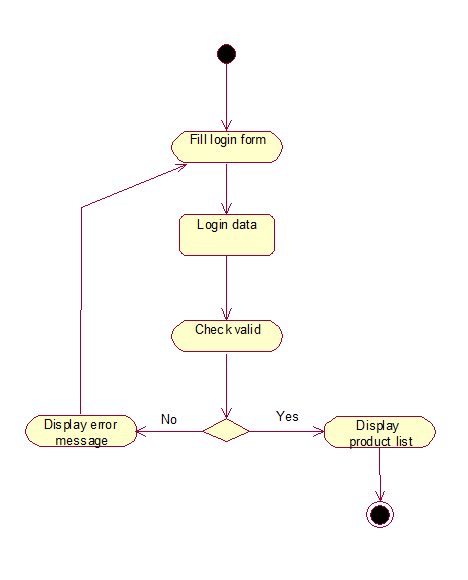 Fill login form
Login data
Check valid
No
Yes
Display error
message
Display
product list